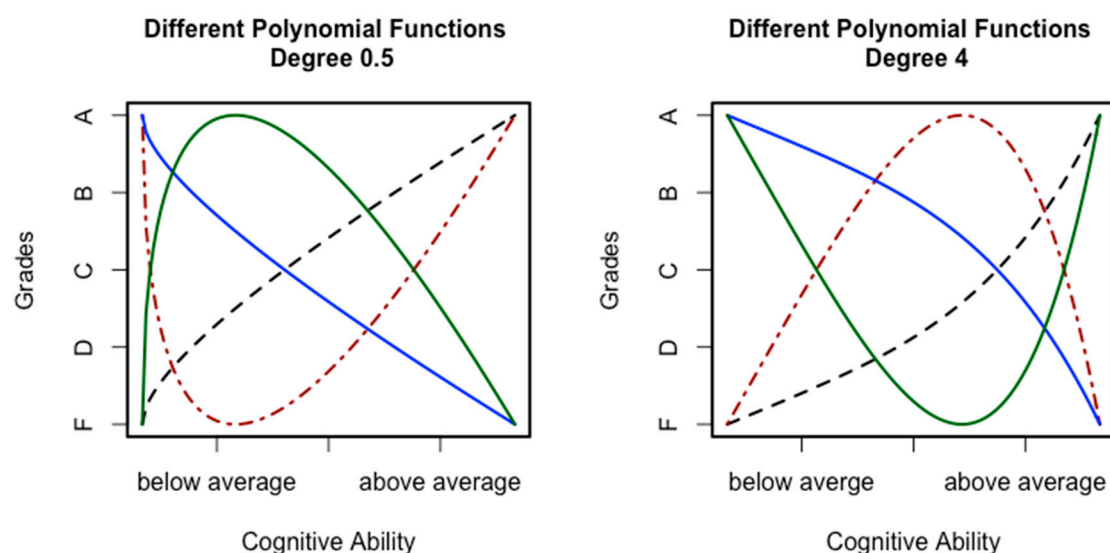 Different Polynomial Functions
Degree 0.5
A
B
C
D
F
Grades
below average
above average
Cognitive Ability
Different Polynomial Functions
Degree 4
A
B
C
D
F
Grades
below averge
above average
Cognitive Ability